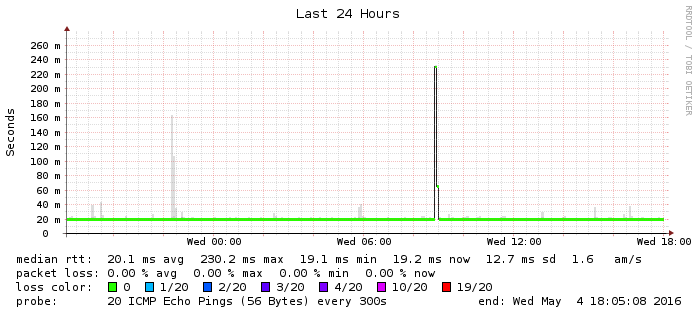 Last 24 Hours
RRDTOOL / TOBI OETIKER
Seconds
260 m
240 m
220 m
200 m
180 m
160 m
140 m
120 m
100 m
80 m
60 m
40 m
20 m
0
Wed 00:00 Wed 06:00 Wed 12:00 Wed 18:00
median rtt: 20.1 ms avg 230.2 ms max 19.1 ms min 19.2 ms now 12.7 ms sd 1.6 am/s
packet loss: 0.00 % avg 0.00 % max 0.00 % min 0.00 % now
loss color: 0 1/20 2/20 3/20 4/20 10/20 19/20
probe: 20 ICMP Echo Pings (56 Bytes) every 300s end: Wed May 4 18:05:08 2016